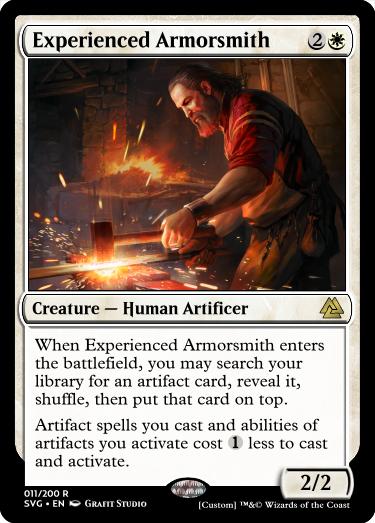 Experienced Armorsmith 2
Creature — Human Artificer
When Experienced Armorsmith enters
the battlefield, you may search your
library for an artifact card, reveal it,
shuffle, then put that card on top.
Artifact spells you cast and abilities of
artifacts you activate cost 1 less to cast
and activate.
2/2
011/200 R
SVG • EN Grafit Studio
[Custom] ™&© Wizards of the Coast